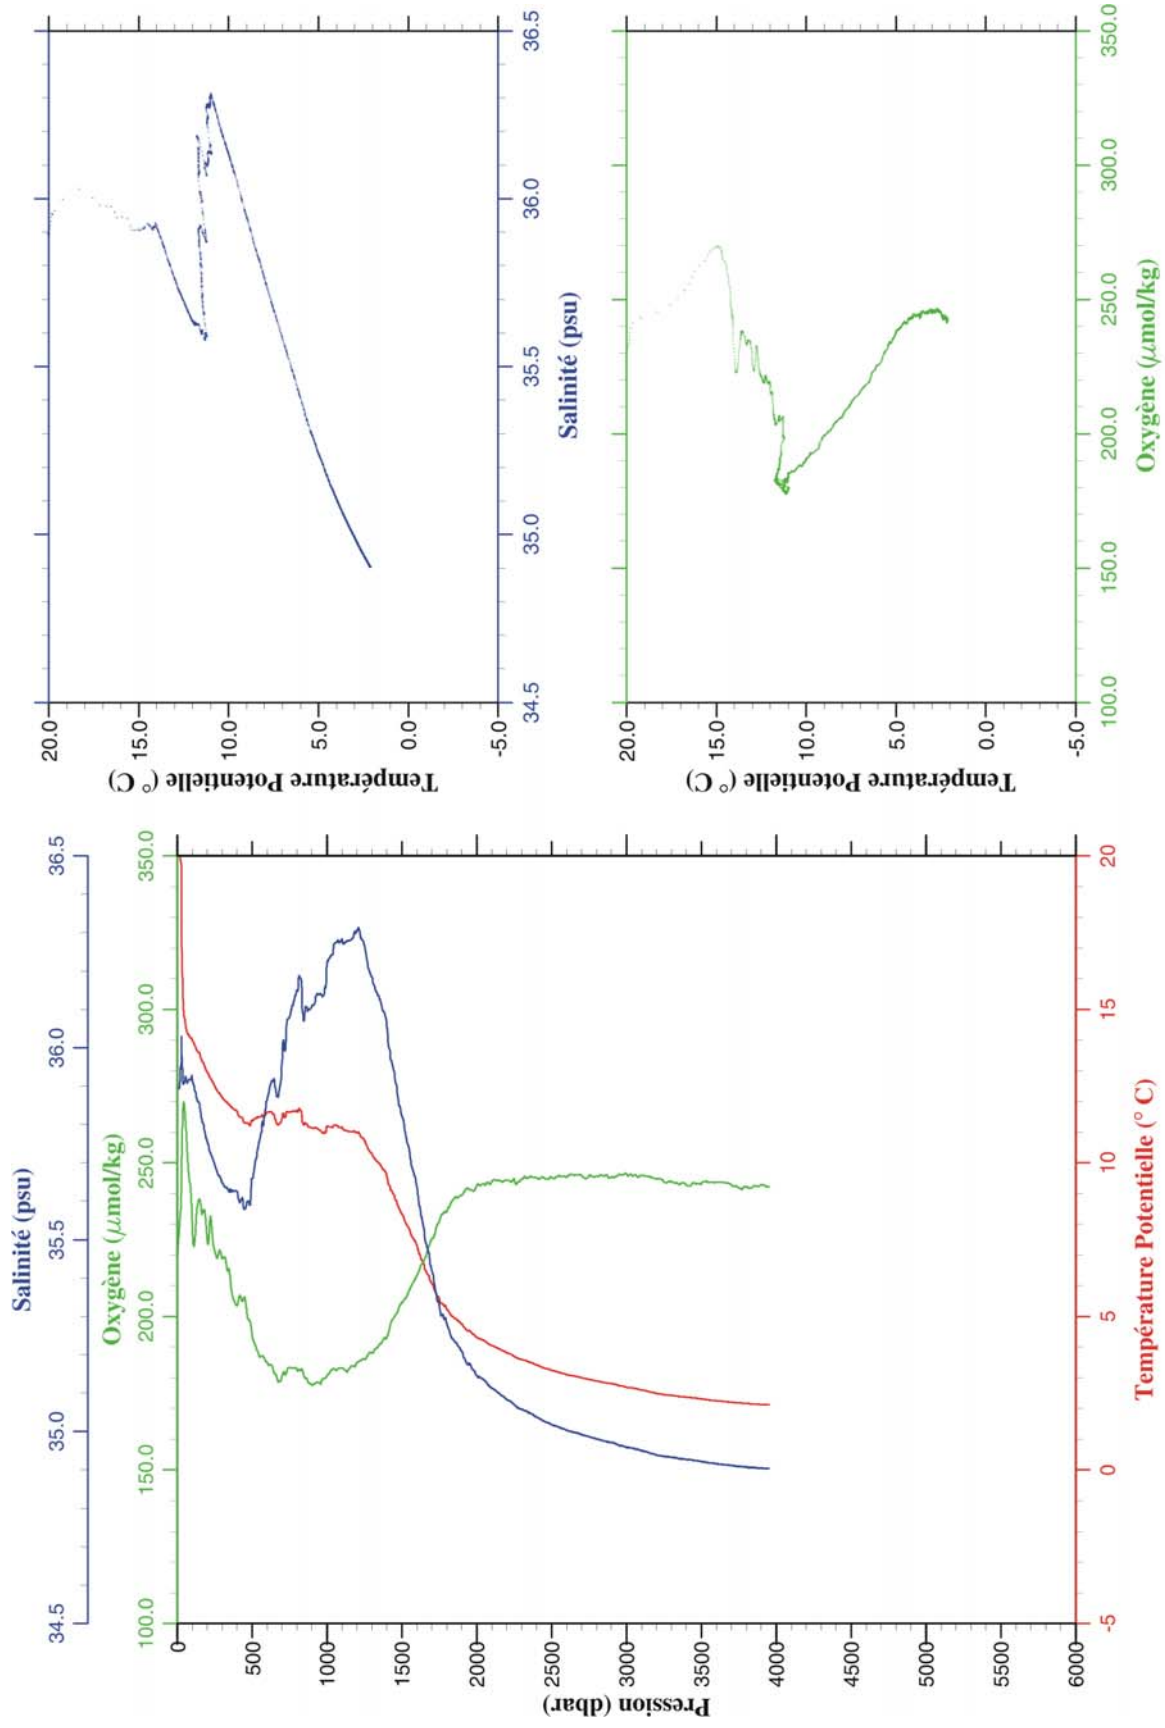 Salinité (psu)
34.5 35.0 35.5 36.0 36.5
Oxygène (μmol/kg)
100.0 150.0 200.0 250.0 300.0 350.0
Pression (dbar)
0
500
1000
1500
2000
2500
3000
3500
4000
4500
5000
5500
6000
-5 0 5 10 15 20
Température Potentielle (° C)
Température Potentielle (° C)
20.0
15.0
10.0
5.0
0.0
-5.0
34.5 35.0 35.5 36.0 36.5
Salinité (psu)
Température Potentielle (° C)
20.0
15.0
10.0
5.0
0.0
-5.0
100.0 150.0 200.0 250.0 300.0 350.0
Oxygène (μmol/kg)